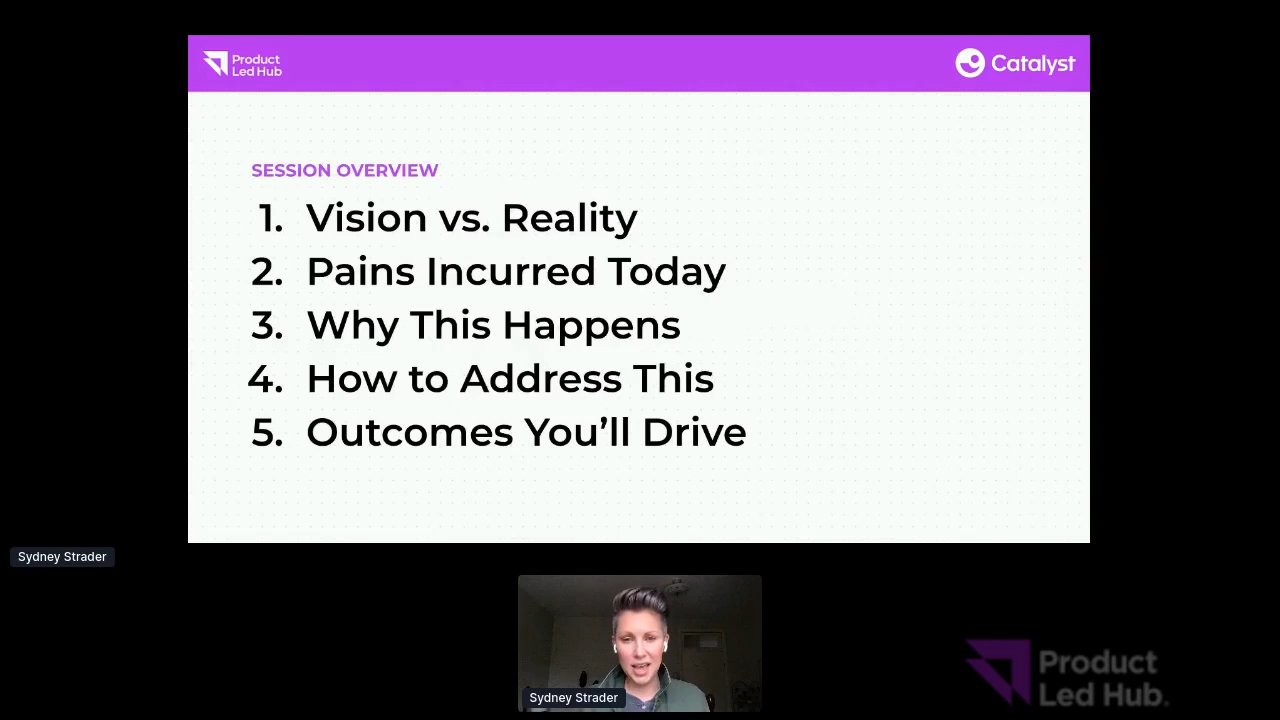 Product
Led Hub
Catalyst
SESSION OVERVIEW
1. Vision vs. Reality
2. Pains Incurred Today
3. Why This Happens
4. How to Address This
5. Outcomes You’ll Drive
Sydney Strader
Sydney Strader
Product
Led Hub.